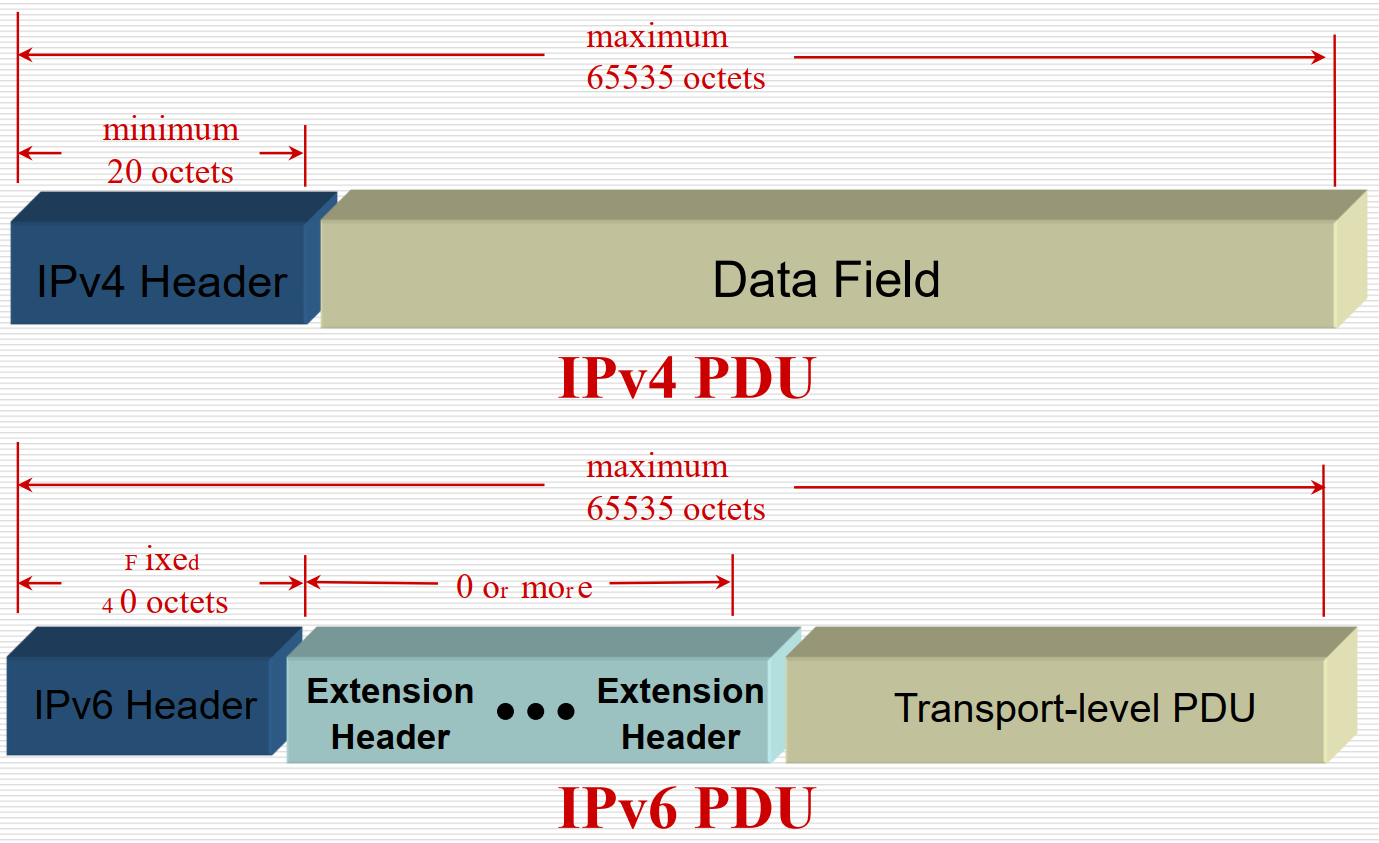 maximum
65535 octets
minimum
20 octets
IPv4 Header
Data Field
IPv4 PDU
maximum
65535 octets
Fixed
40 octets
0 or more
IPv6 Header
Extension
Header
•••
Extension
Header
Transport-level PDU
IPv6 PDU